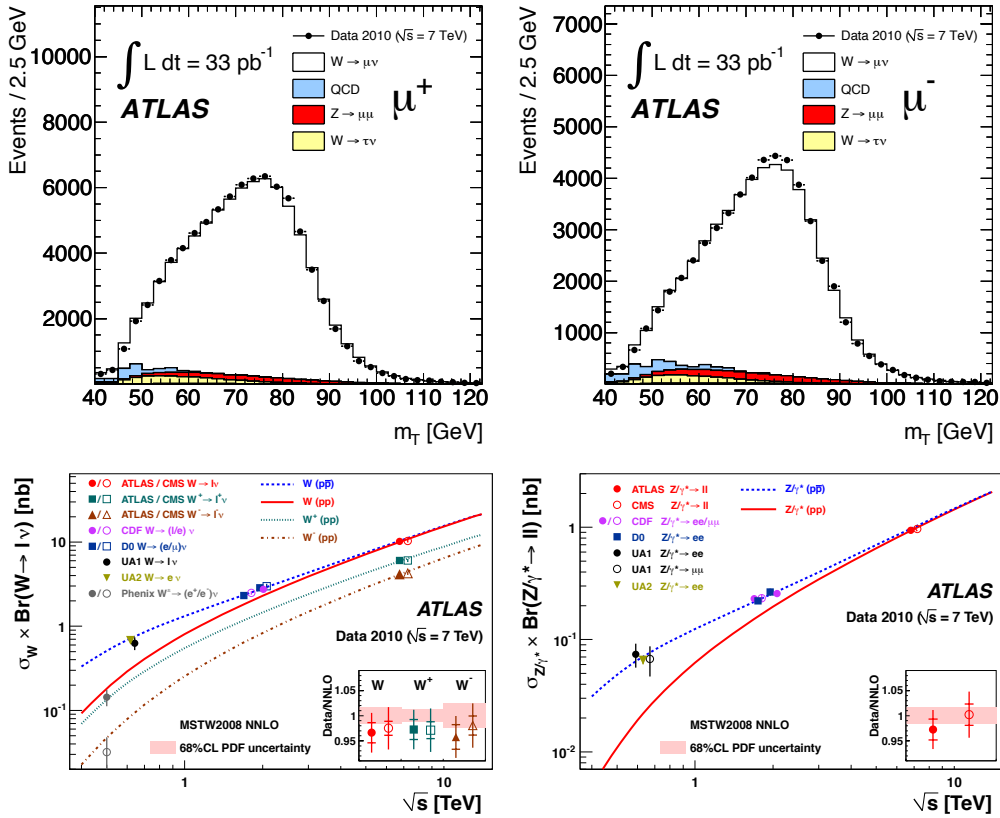 Events / 2.5 GeV
10000
8000
6000
4000
2000
∫ L dt = 33 pb⁻¹
ATLAS
μ⁺
Data 2010 (√s = 7 TeV)
W → μν
QCD
Z → μμ
W → τν
40 50 60 70 80 90 100 110 120
m_T [GeV]
Events / 2.5 GeV
7000
6000
5000
4000
3000
2000
1000
∫ L dt = 33 pb⁻¹
ATLAS
μ⁻
Data 2010 (√s = 7 TeV)
W → μν
QCD
Z → μμ
W → τν
40 50 60 70 80 90 100 110 120
m_T [GeV]
σ_W × Br(W → l ν) [nb]
10
1
10⁻¹
ATLAS / CMS W → lν
ATLAS / CMS W⁺ → l⁺ν
ATLAS / CMS W⁻ → l⁻ν
CDF W → (l/e) ν
D0 W → (e/μ)ν
UA1 W → lν
UA2 W → e ν
Phenix W± → (e⁺/e⁻)ν
W (pp̄)
W (pp)
W⁺ (pp)
W⁻ (pp)
ATLAS
Data 2010 (√s = 7 TeV)
MSTW2008 NNLO
68%CL PDF uncertainty
Data/NNLO
1.05
1
0.95
W W⁺ W⁻
1 10
√s [TeV]
σ_Z/γ* × Br(Z/γ* → ll) [nb]
1
10⁻¹
10⁻²
ATLAS Z/γ* → ll
CMS Z/γ* → ll
CDF Z/γ* → ee/μμ
D0 Z/γ* → ee
UA1 Z/γ* → ee
UA1 Z/γ* → μμ
UA2 Z/γ* → ee
Z/γ* (pp̄)
Z/γ* (pp)
ATLAS
Data 2010 (√s = 7 TeV)
MSTW2008 NNLO
68%CL PDF uncertainty
Data/NNLO
1.05
1
0.95
1 10
√s [TeV]